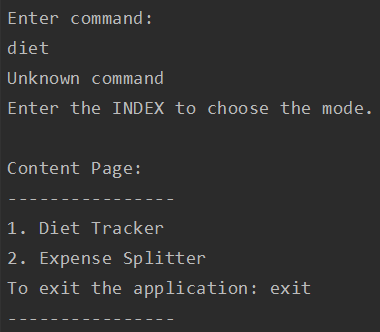 Enter command:
diet
Unknown command
Enter the INDEX to choose the mode.
Content Page:
----------------
1. Diet Tracker
2. Expense Splitter
To exit the application: exit
----------------